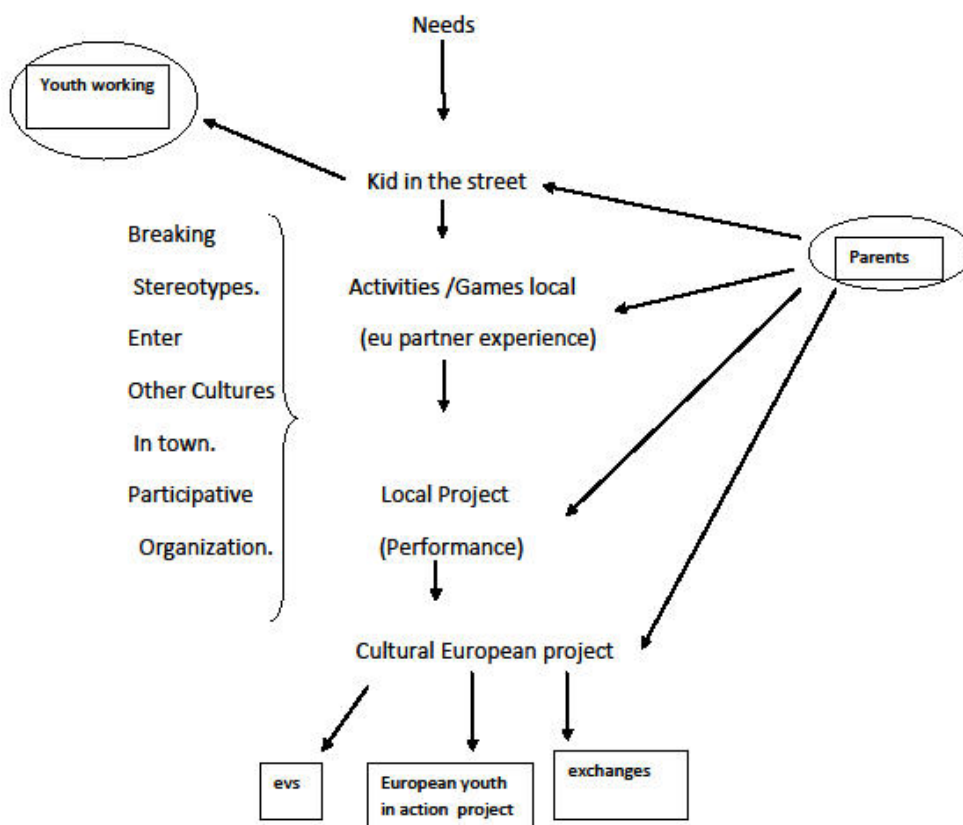 Needs
Youth working
Kid in the street
Breaking
Stereotypes.
Enter
Other Cultures
In town.
Participative
Organization.
Activities /Games local
(eu partner experience)
Parents
Local Project
(Performance)
Cultural European project
evs
European youth
in action project
exchanges